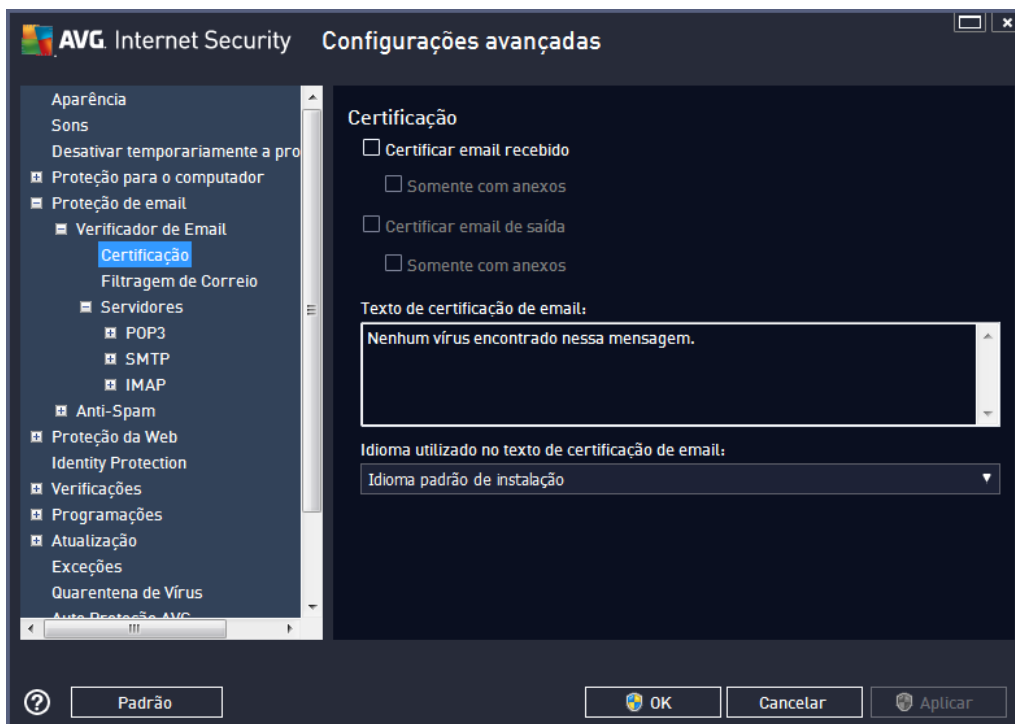 AVG. Internet Security Configurações avançadas
Aparência
Sons
Desativar temporariamente a pro
Proteção para o computador
Proteção de email
Verificador de Email
Certificação
Filtragem de Correio
Servidores
POP3
SMTP
IMAP
Anti-Spam
Proteção da Web
Identity Protection
Verificações
Programações
Atualização
Exceções
Quarentena de Vírus
Auto Proteção AVG
Certificação
Certificar email recebido
Somente com anexos
Certificar email de saída
Somente com anexos
Texto de certificação de email:
Nenhum vírus encontrado nessa mensagem.
Idioma utilizado no texto de certificação de email:
Idioma padrão de instalação
Padrão
OK
Cancelar
Aplicar